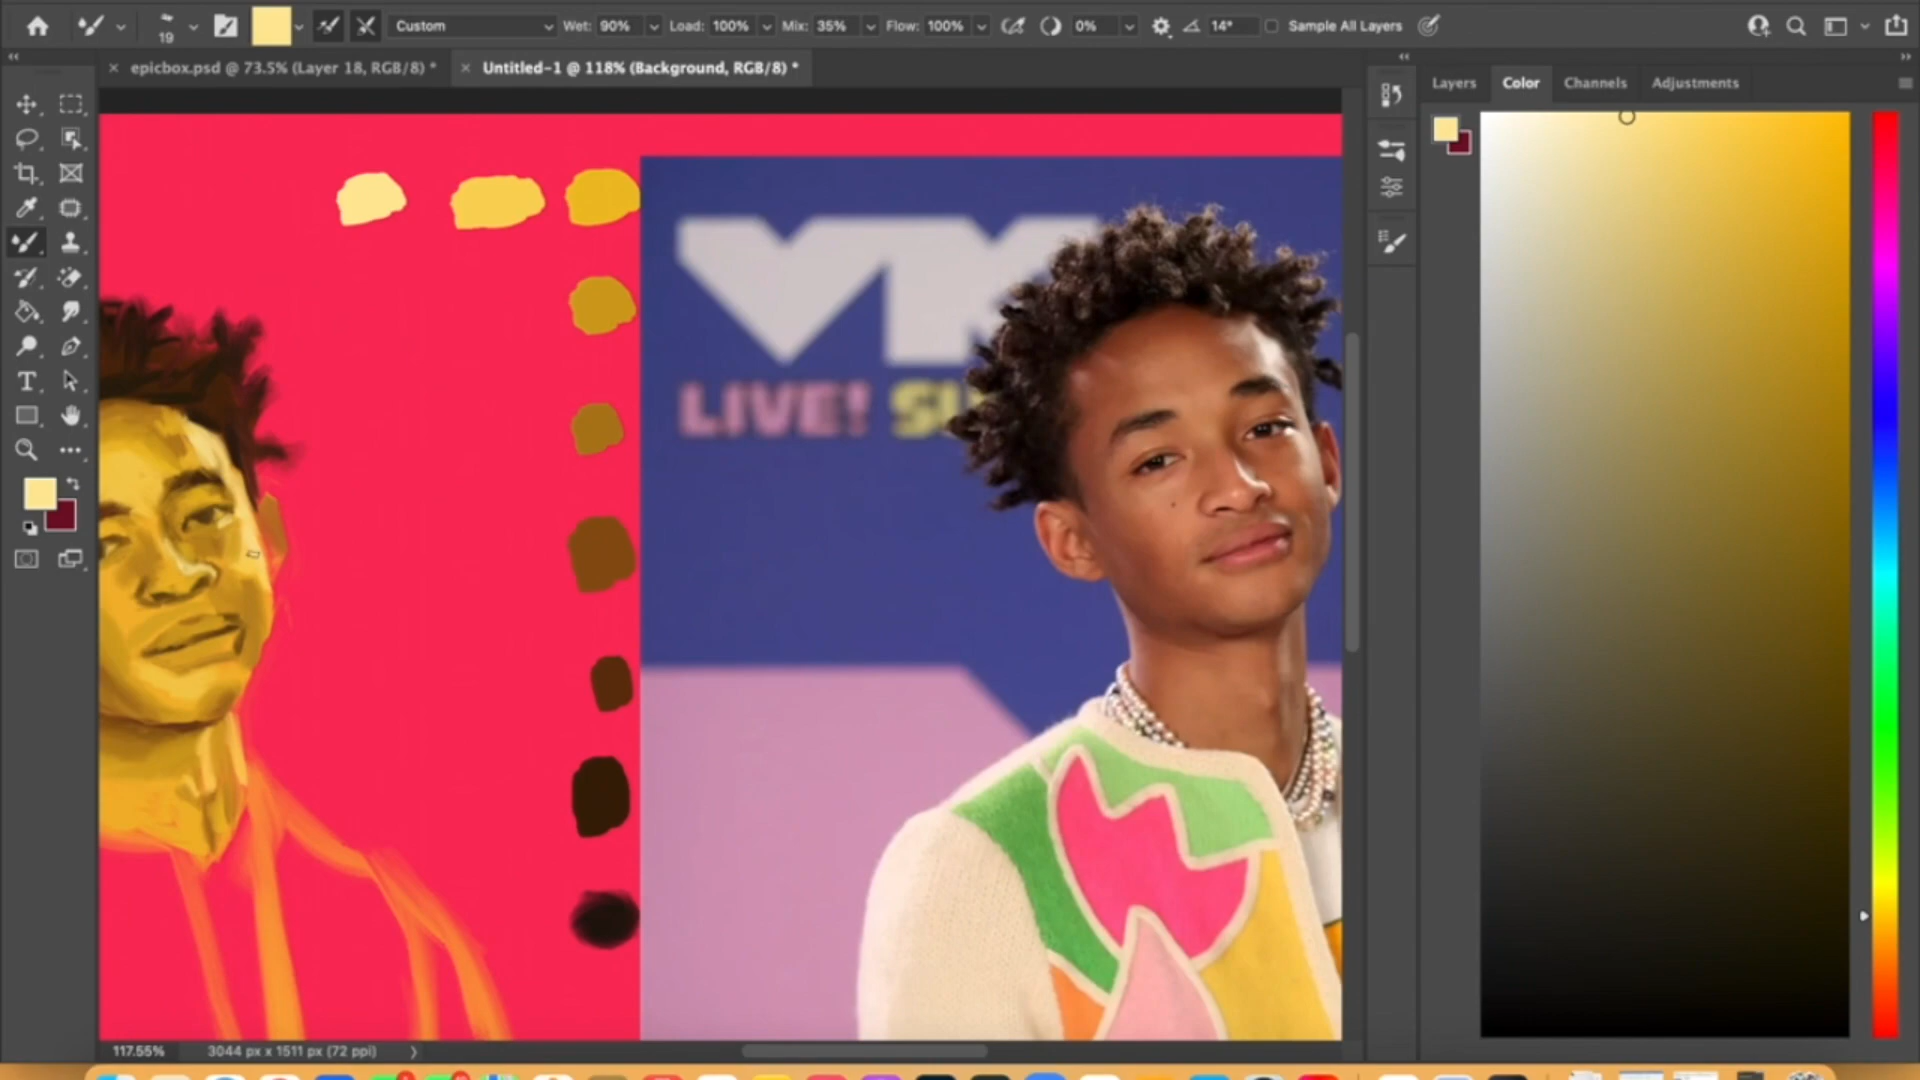 19 Custom Wet: 90% Load: 100% Mix: 35% Flow: 100% 0% 14° Sample All Layers
epicbox.psd @ 73.5% (Layer 18, RGB/8) * Untitled-1 @ 118% (Background, RGB/8) *
Layers Color Channels Adjustments
LIVE!
117.55% 3044 px x 1511 px (72 ppi)